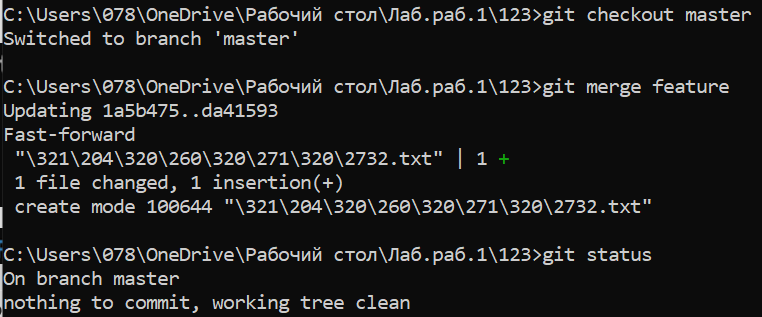 C:\Users\078\OneDrive\Рабочий стол\Лаб.раб.1\123>git checkout master
Switched to branch 'master'
C:\Users\078\OneDrive\Рабочий стол\Лаб.раб.1\123>git merge feature
Updating 1a5b475..da41593
Fast-forward
"\321\204\320\260\320\271\320\2732.txt" | 1 +
1 file changed, 1 insertion(+)
create mode 100644 "\321\204\320\260\320\271\320\2732.txt"
C:\Users\078\OneDrive\Рабочий стол\Лаб.раб.1\123>git status
On branch master
nothing to commit, working tree clean